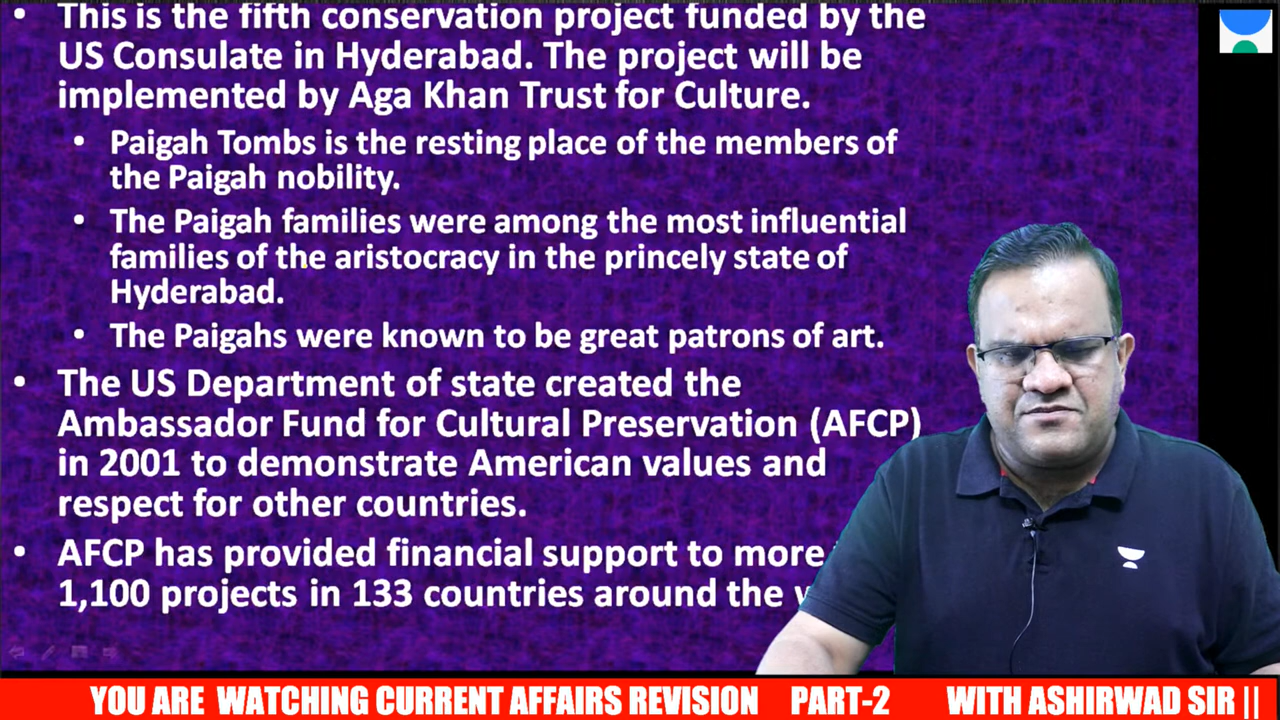 This is the fifth conservation project funded by the
US Consulate in Hyderabad. The project will be
implemented by Aga Khan Trust for Culture.
Paigah Tombs is the resting place of the members of
the Paigah nobility.
The Paigah families were among the most influential
families of the aristocracy in the princely state of
Hyderabad.
The Paigahs were known to be great patrons of art.
The US Department of state created the
Ambassador Fund for Cultural Preservation (AFCP)
in 2001 to demonstrate American values and
respect for other countries.
AFCP has provided financial support to more
1,100 projects in 133 countries around the
YOU ARE WATCHING CURRENT AFFAIRS REVISION PART-2 WITH ASHIRWAD SIR ||